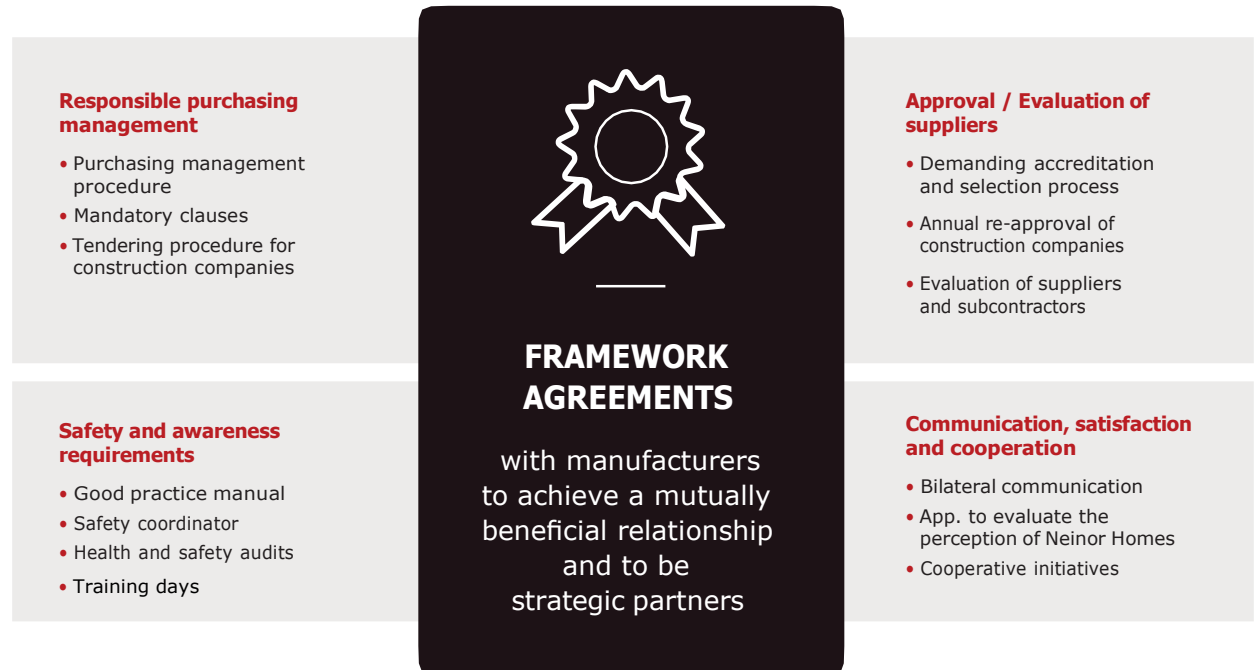 Responsible purchasing
management
• Purchasing management
procedure
• Mandatory clauses
• Tendering procedure for
construction companies
Safety and awareness
requirements
• Good practice manual
• Safety coordinator
• Health and safety audits
• Training days
FRAMEWORK
AGREEMENTS
with manufacturers
to achieve a mutually
beneficial relationship
and to be
strategic partners
Approval / Evaluation of
suppliers
• Demanding accreditation
and selection process
• Annual re-approval of
construction companies
• Evaluation of suppliers
and subcontractors
Communication, satisfaction
and cooperation
• Bilateral communication
• App. to evaluate the
perception of Neinor Homes
• Cooperative initiatives